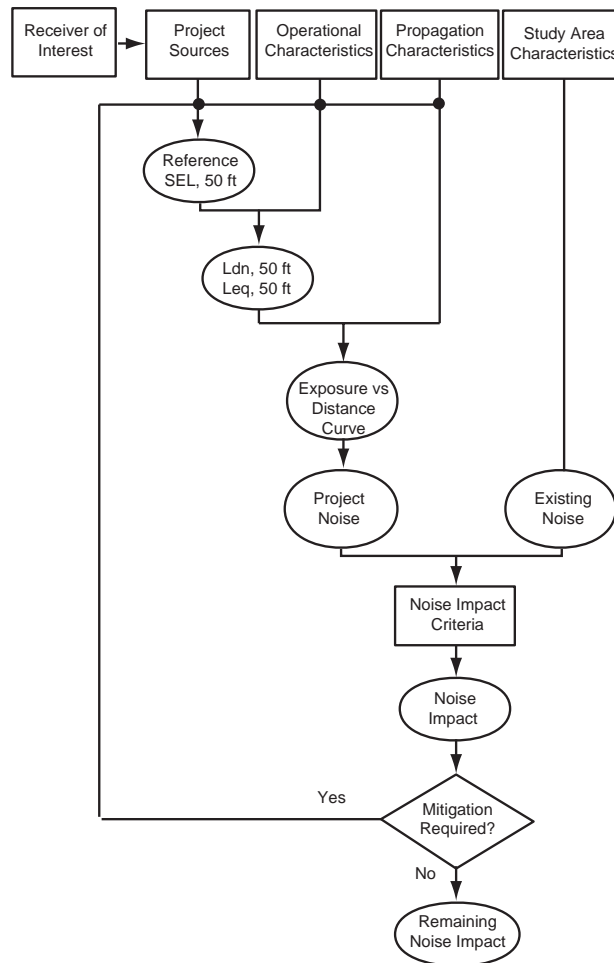 Receiver of
Interest
Project
Sources
Operational
Characteristics
Propagation
Characteristics
Study Area
Characteristics
Reference
SEL, 50 ft
Ldn, 50 ft
Leq, 50 ft
Exposure vs
Distance
Curve
Project
Noise
Existing
Noise
Noise Impact
Criteria
Noise
Impact
Yes
Mitigation
Required?
No
Remaining
Noise Impact